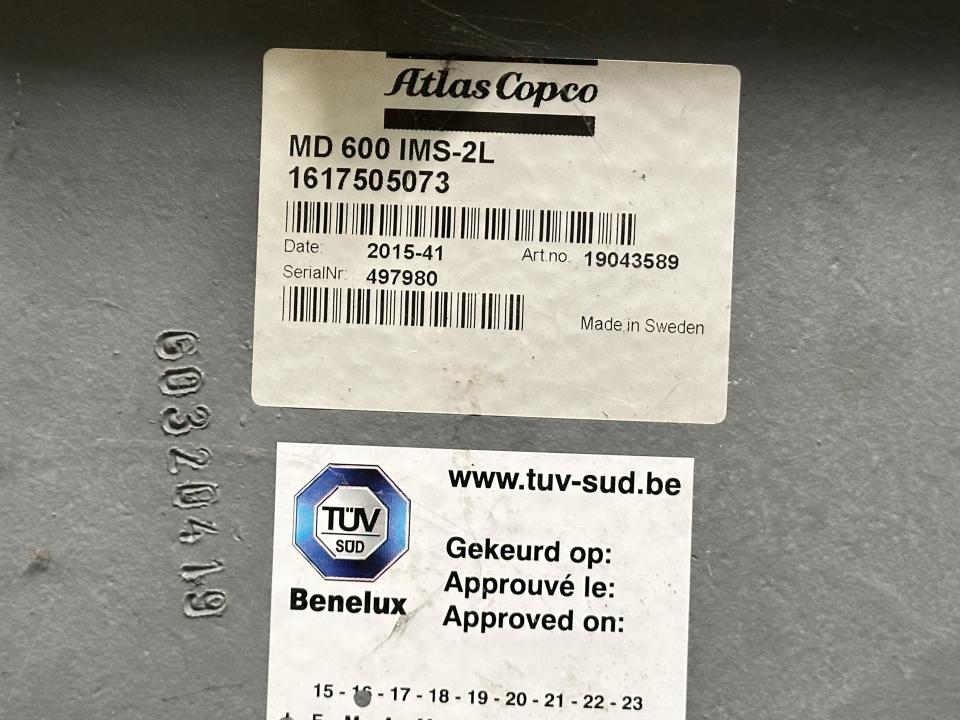 Atlas Copco
MD 600 IMS-2L
1617505073
Date: 2015-41 Art.no. 19043589
SerialNr: 497980
Made in Sweden
60320419
TÜV
SÜD
Benelux
www.tuv-sud.be
Gekeurd op:
Approuvé le:
Approved on:
15 - 16 - 17 - 18 - 19 - 20 - 21 - 22 - 23